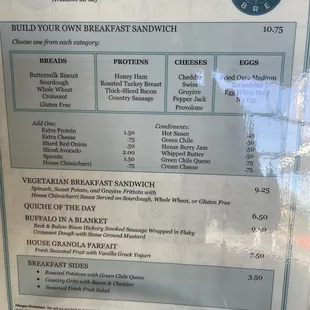 BRE
BUILD YOUR OWN BREAKFAST SANDWICH 10.75
Choose one from each category:
BREADS PROTEINS CHEESES EGGS
Buttermilk Biscuit Honey Ham Cheddar Fried Over Medium
Sourdough Roasted Turkey Breast Swiss
Whole Wheat Thick-Sliced Bacon Gruyère
Croissant Country Sausage Pepper Jack
Gluten Free Provolone
Add One: Condiments:
Extra Protein 1.50 Hot Sauce .25
Extra Cheese .75 Green Chile .50
Sliced Red Onion .50 House Berry Jam .50
Sliced Avocado 2.00 Whipped Butter
Sprouts 1.50 Green Chile Queso .75
House Chimichurri .75 Cream Cheese .75
VEGETARIAN BREAKFAST SANDWICH 9.25
Spinach, Sweet Potato, and Gruyère Frittata with
House Chimichurri Sauce Served on Sourdough, Whole Wheat, or Gluten Free
QUICHE OF THE DAY 6.50
BUFFALO IN A BLANKET
Beck & Bulow Bison Hickory Smoked Sausage Wrapped in Flaky
Croissant Dough with Stone Ground Mustard
HOUSE GRANOLA PARFAIT 7.50
Fresh Seasonal Fruit with Vanilla Greek Yogurt
BREAKFAST SIDES 3.50
• Roasted Potatoes with Green Chile Queso
• Country Grits with Bacon & Cheddar
• Seasonal Fresh Fruit Salad